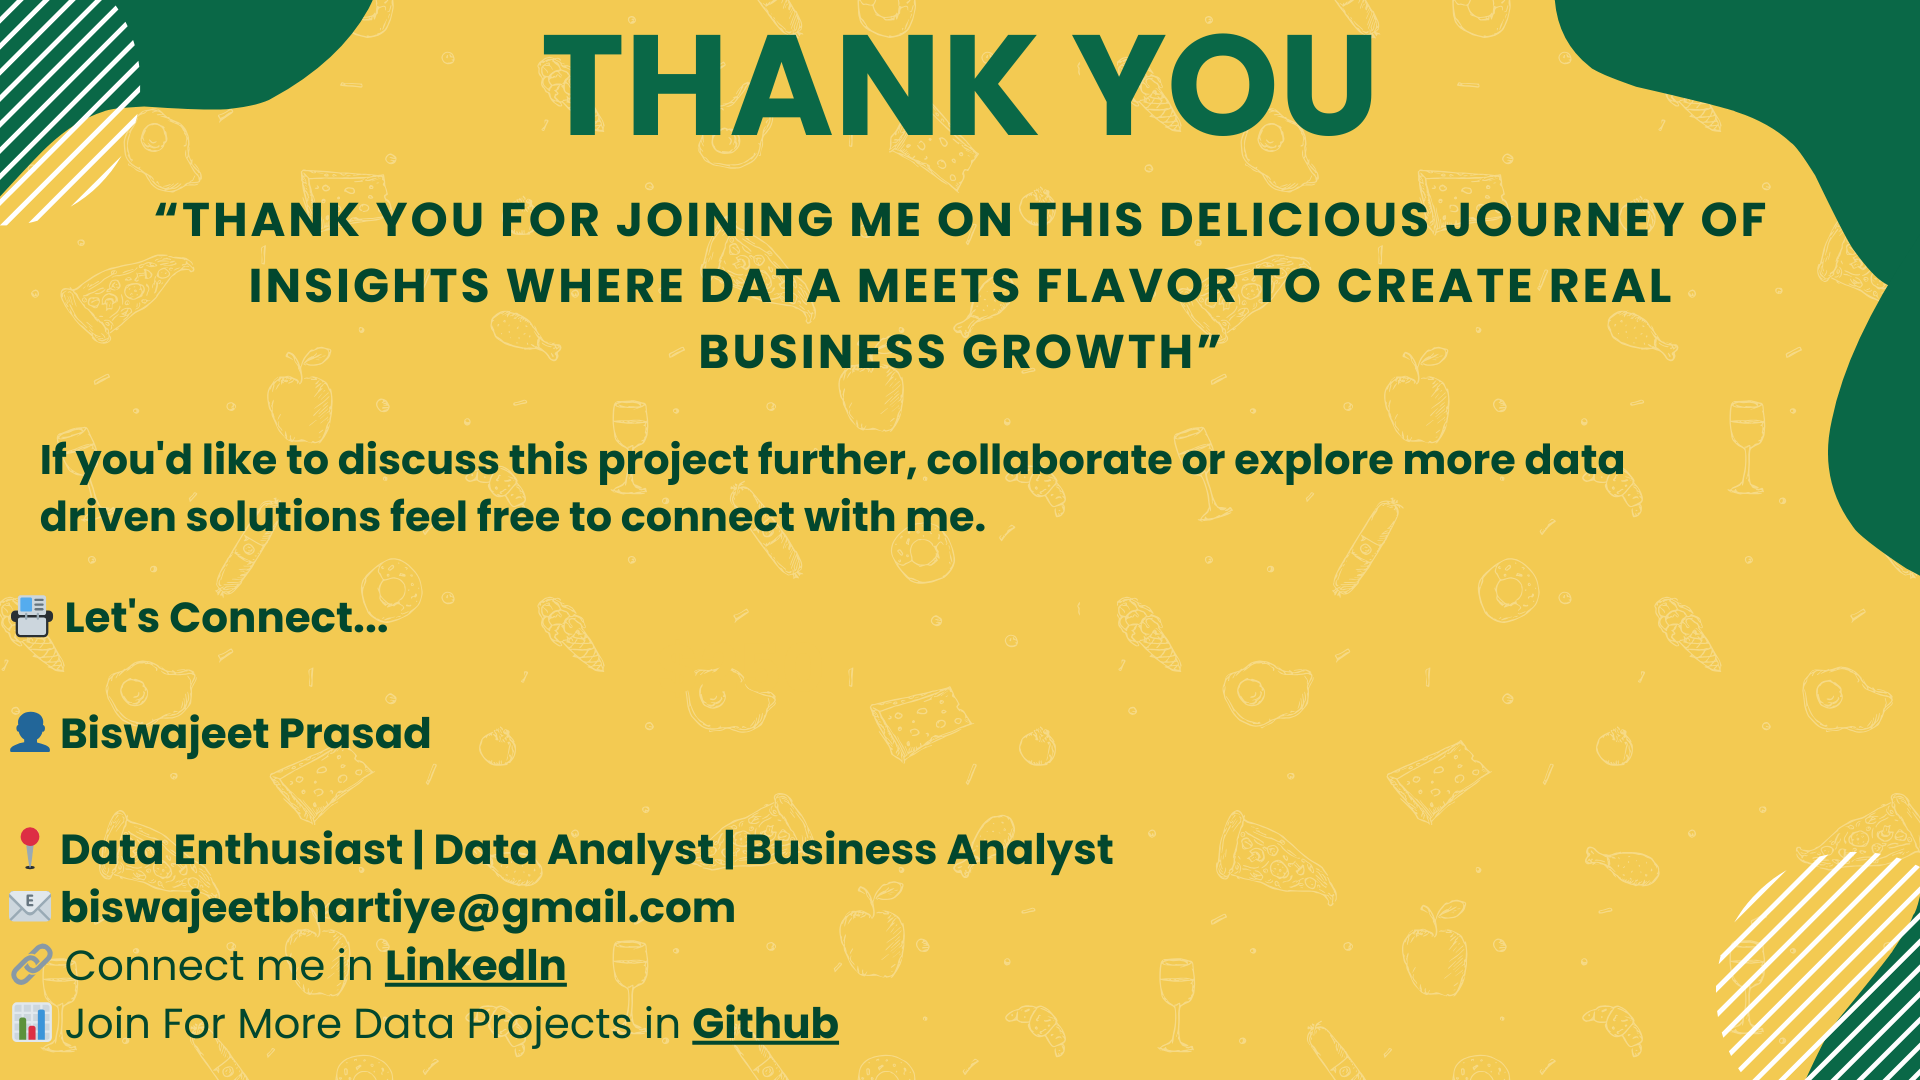 THANK YOU
“THANK YOU FOR JOINING ME ON THIS DELICIOUS JOURNEY OF
INSIGHTS WHERE DATA MEETS FLAVOR TO CREATE REAL
BUSINESS GROWTH”
If you'd like to discuss this project further, collaborate or explore more data
driven solutions feel free to connect with me.
Let's Connect...
Biswajeet Prasad
Data Enthusiast | Data Analyst | Business Analyst
biswajeetbhartiye@gmail.com
Connect me in LinkedIn
Join For More Data Projects in Github